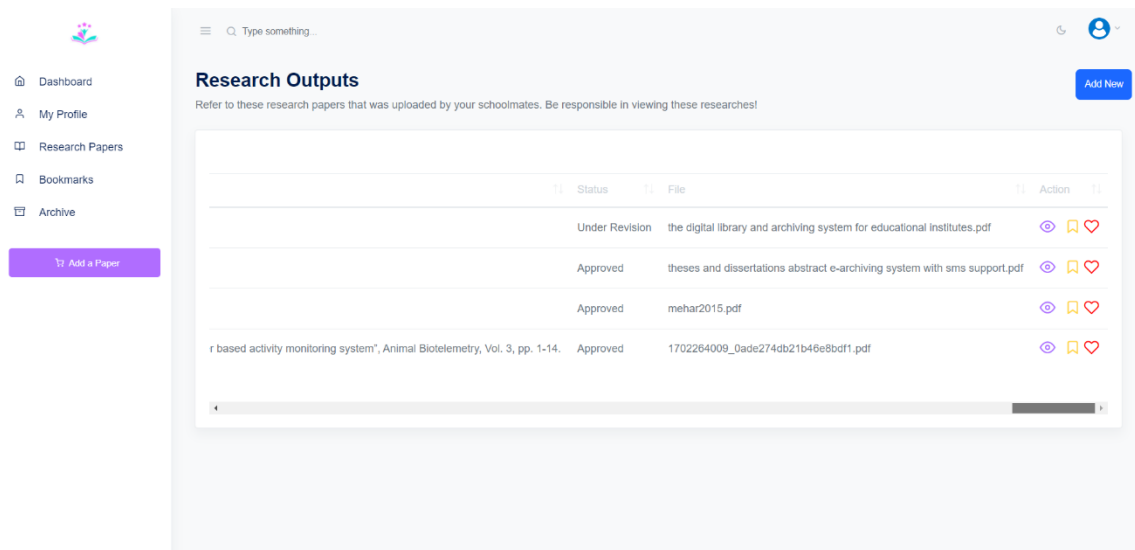 Type something...
Dashboard
My Profile
Research Papers
Bookmarks
Archive
Add a Paper
Research Outputs
Add New
Refer to these research papers that was uploaded by your schoolmates. Be responsible in viewing these researches!
Status File Action
Under Revision the digital library and archiving system for educational institutes.pdf
Approved theses and dissertations abstract e-archiving system with sms support.pdf
Approved mehar2015.pdf
r based activity monitoring system”, Animal Biotelemetry, Vol. 3, pp. 1-14. Approved 1702264009_0ade274db21b46e8bdf1.pdf